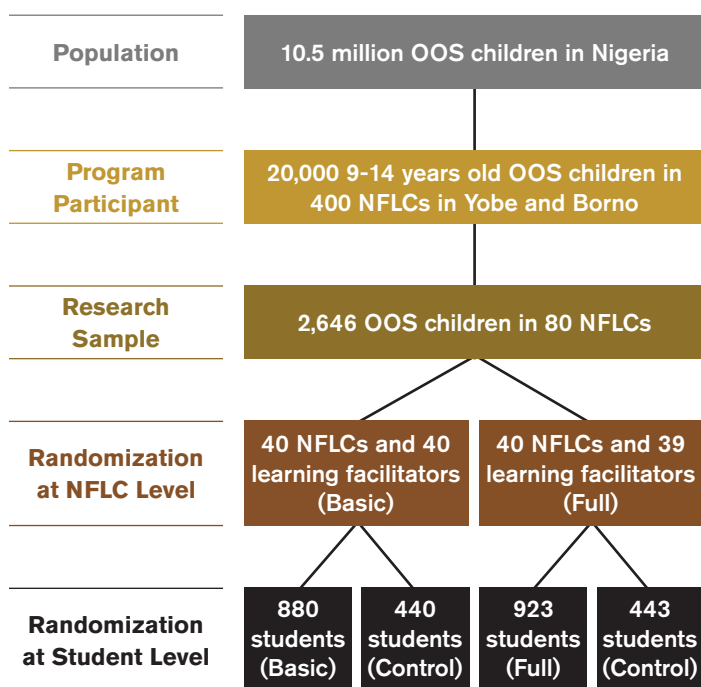 Population
10.5 million OOS children in Nigeria
Program
Participant
20,000 9-14 years old OOS children in
400 NFLCs in Yobe and Borno
Research
Sample
2,646 OOS children in 80 NFLCs
Randomization
at NFLC Level
40 NFLCs and 40
learning facilitators
(Basic)
40 NFLCs and 39
learning facilitators
(Full)
Randomization
at Student Level
880
students
(Basic)
440
students
(Control)
923
students
(Full)
443
students
(Control)